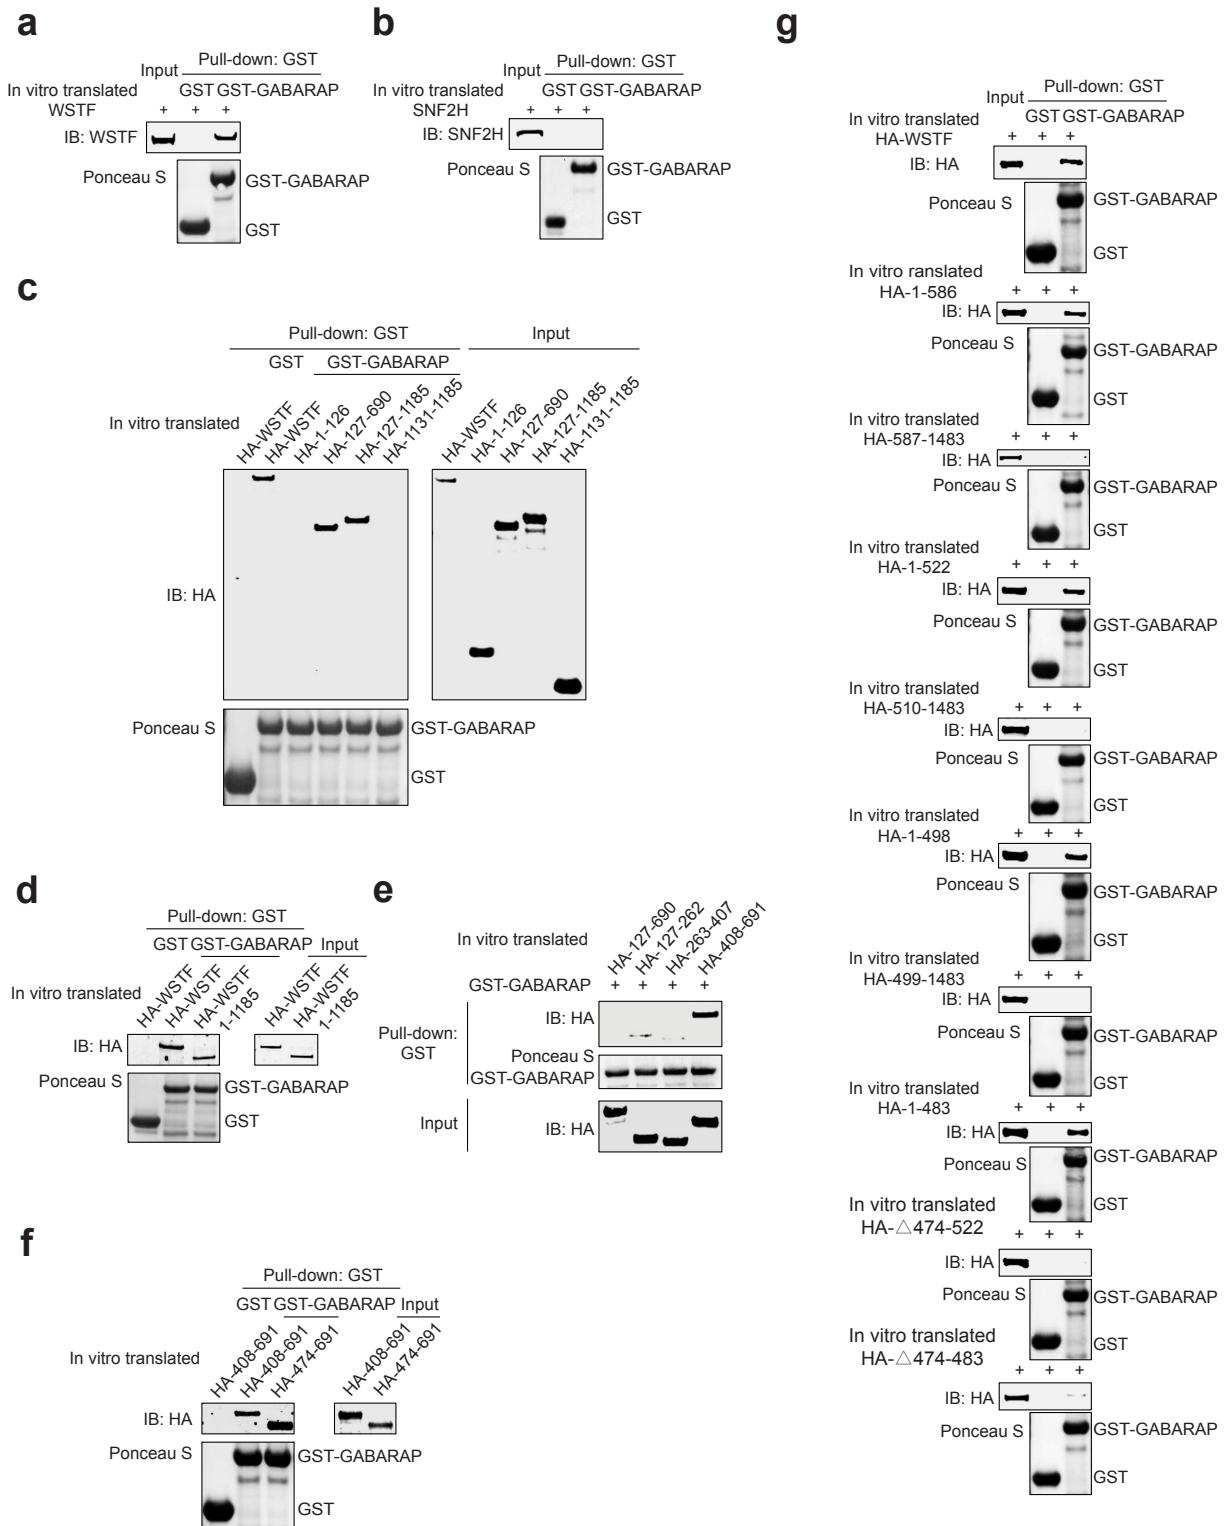 a
Pull-down: GST
Input
In vitro translated
WSTF
GST GST-GABARAP
+ + +
IB: WSTF
Ponceau S
GST-GABARAP
GST
b
Pull-down: GST
Input
In vitro translated
SNF2H
GST GST-GABARAP
+ + +
IB: SNF2H
Ponceau S
GST-GABARAP
GST
c
Pull-down: GST
Input
GST
GST-GABARAP
In vitro translated
HA-WSTF
HA-WSTF
HA-1-126
HA-127-690
HA-127-1185
HA-1131-1185
HA-WSTF
HA-1-126
HA-127-690
HA-127-1185
HA-1131-1185
IB: HA
Ponceau S
GST-GABARAP
GST
d
Pull-down: GST
GST GST-GABARAP
Input
In vitro translated
HA-WSTF
HA-WSTF
HA-WSTF
1-1185
HA-WSTF
HA-WSTF
1-1185
IB: HA
Ponceau S
GST-GABARAP
GST
e
In vitro translated
HA-127-690
HA-127-262
HA-263-407
HA-408-691
GST-GABARAP
+ + + +
Pull-down:
GST
IB: HA
Ponceau S
GST-GABARAP
Input
IB: HA
f
Pull-down: GST
GST GST-GABARAP Input
In vitro translated
HA-408-691
HA-408-691
HA-474-691
HA-408-691
HA-474-691
IB: HA
Ponceau S
GST-GABARAP
GST
g
Pull-down: GST
Input
GST GST-GABARAP
In vitro translated
HA-WSTF
+ + +
IB: HA
Ponceau S
GST-GABARAP
GST
In vitro ranslated
HA-1-586
+ + +
IB: HA
Ponceau S
GST-GABARAP
GST
In vitro translated
HA-587-1483
+ + +
IB: HA
Ponceau S
GST-GABARAP
GST
In vitro translated
HA-1-522
+ + +
IB: HA
Ponceau S
GST-GABARAP
GST
In vitro translated
HA-510-1483
+ + +
IB: HA
Ponceau S
GST-GABARAP
GST
In vitro translated
HA-1-498
+ + +
IB: HA
Ponceau S
GST-GABARAP
GST
In vitro translated
HA-499-1483
+ + +
IB: HA
Ponceau S
GST-GABARAP
GST
In vitro translated
HA-1-483
+ + +
IB: HA
Ponceau S
GST-GABARAP
GST
In vitro translated
HA-△474-522
+ + +
IB: HA
Ponceau S
GST-GABARAP
GST
In vitro translated
HA-△474-483
+ + +
IB: HA
Ponceau S
GST-GABARAP
GST